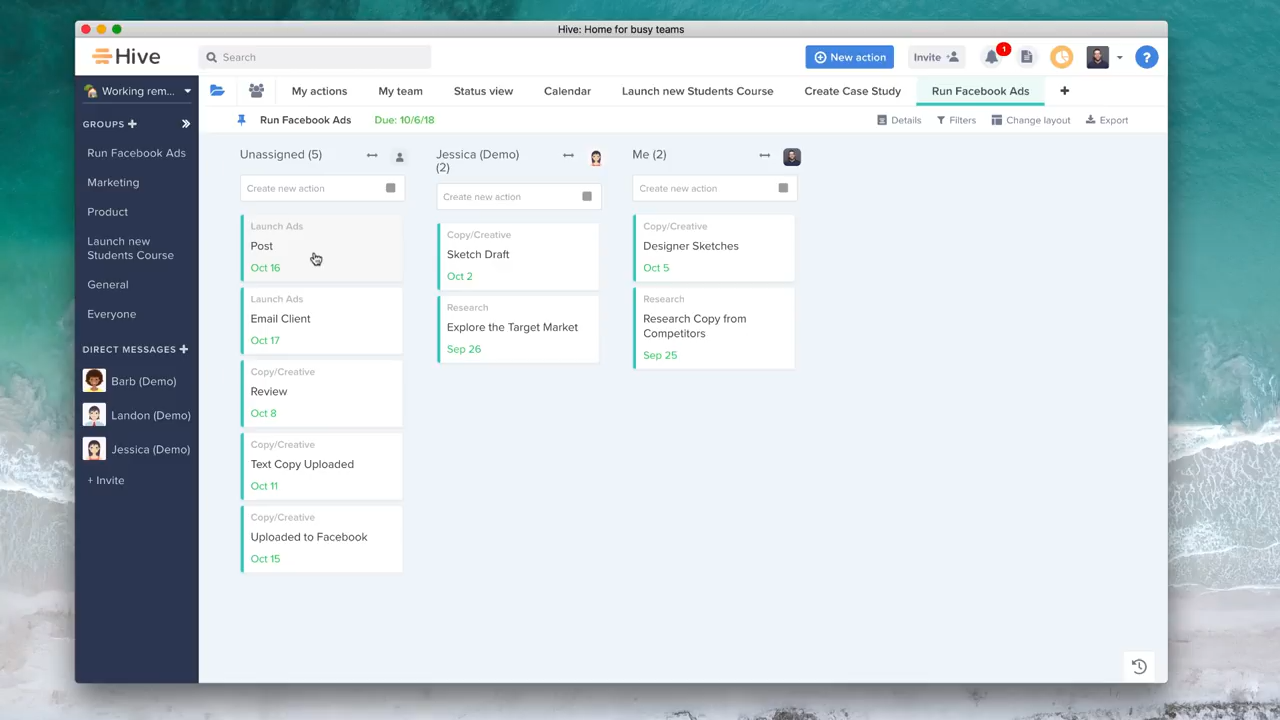 Hive: Home for busy teams
Hive
Search
New action
Invite
1
?
Working rem...
My actions
My team
Status view
Calendar
Launch new Students Course
Create Case Study
Run Facebook Ads
+
GROUPS +
Run Facebook Ads
Marketing
Product
Launch new
Students Course
General
Everyone
DIRECT MESSAGES +
Barb (Demo)
Landon (Demo)
Jessica (Demo)
+ Invite
Run Facebook Ads
Due: 10/6/18
Details
Filters
Change layout
Export
Unassigned (5)
Create new action
Launch Ads
Post
Oct 16
Launch Ads
Email Client
Oct 17
Copy/Creative
Review
Oct 8
Copy/Creative
Text Copy Uploaded
Oct 11
Copy/Creative
Uploaded to Facebook
Oct 15
Jessica (Demo)
(2)
Create new action
Copy/Creative
Sketch Draft
Oct 2
Research
Explore the Target Market
Sep 26
Me (2)
Create new action
Copy/Creative
Designer Sketches
Oct 5
Research
Research Copy from
Competitors
Sep 25